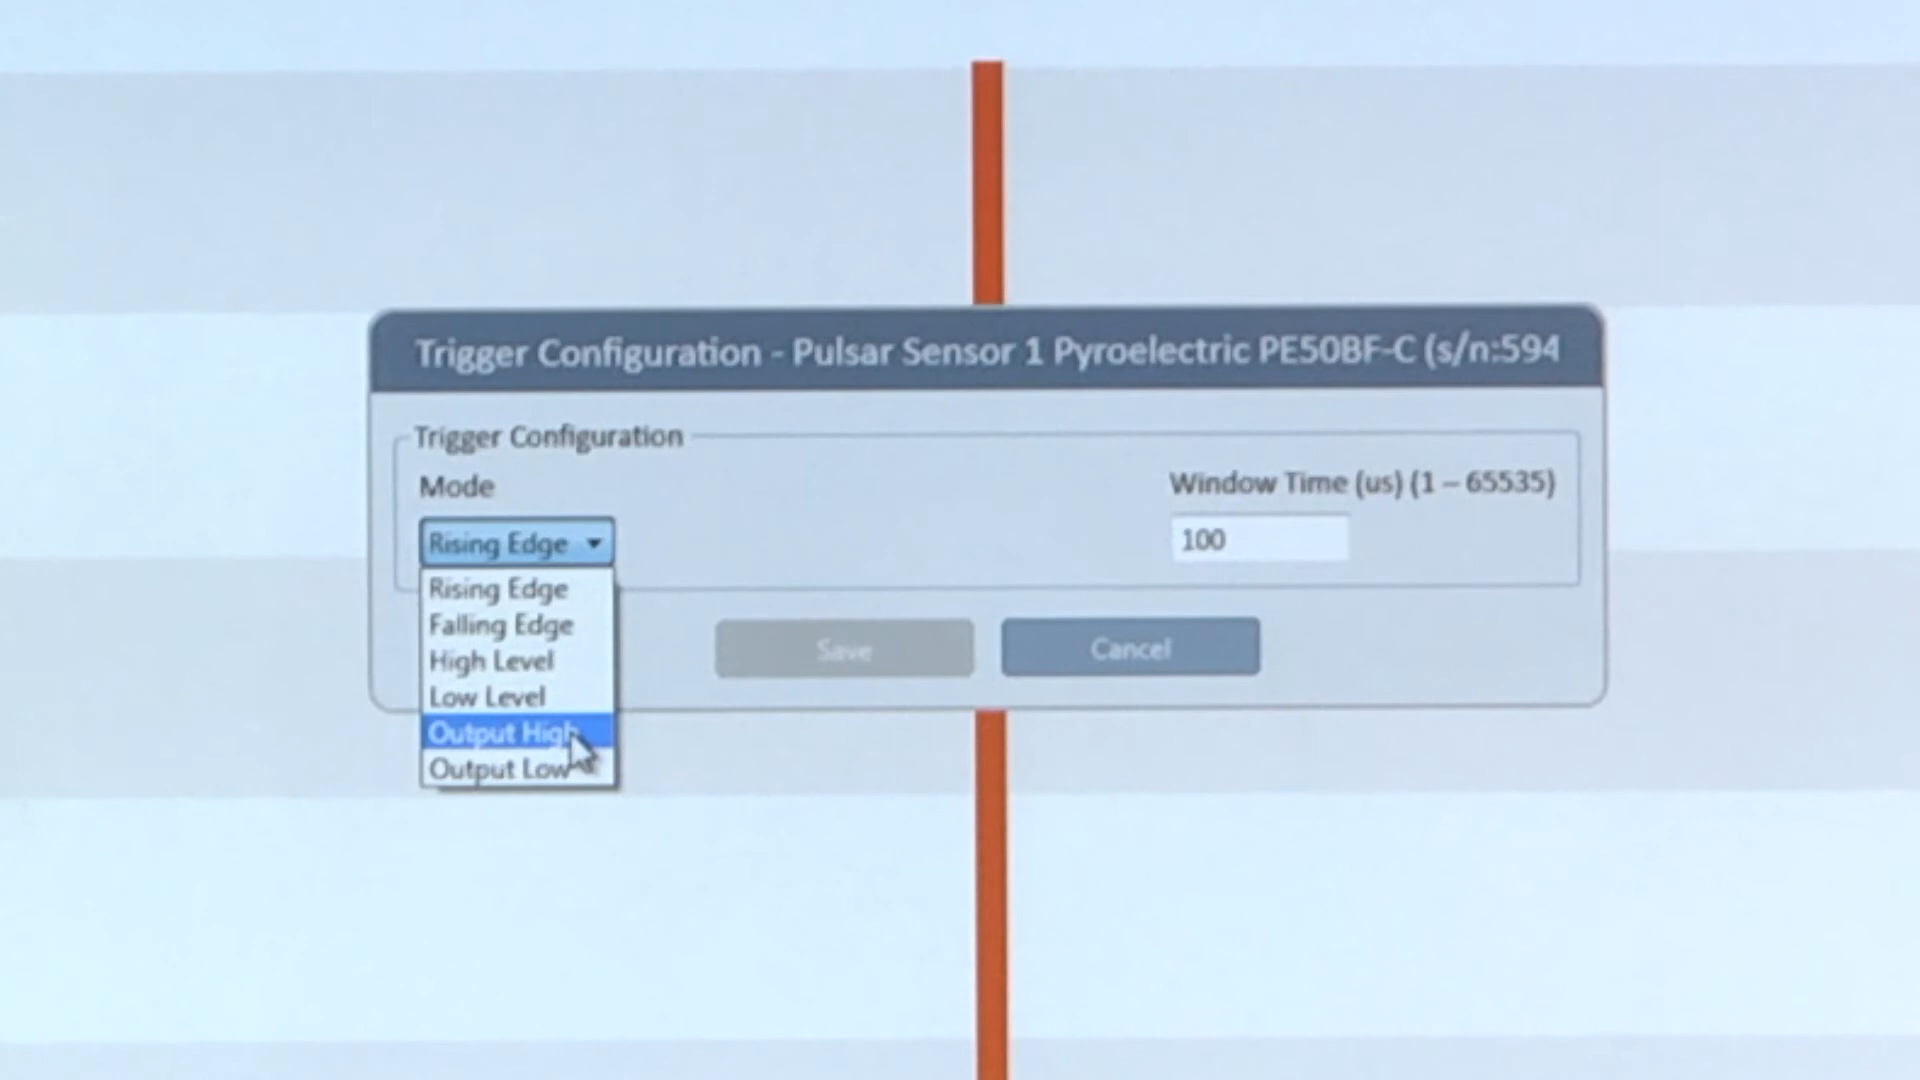 Trigger Configuration - Pulsar Sensor 1 Pyroelectric PE50BF-C (s/n:594
Trigger Configuration
Mode
Window Time (us) (1 – 65535)
Rising Edge
100
Rising Edge
Falling Edge
High Level
Low Level
Output High
Output Low
Save
Cancel